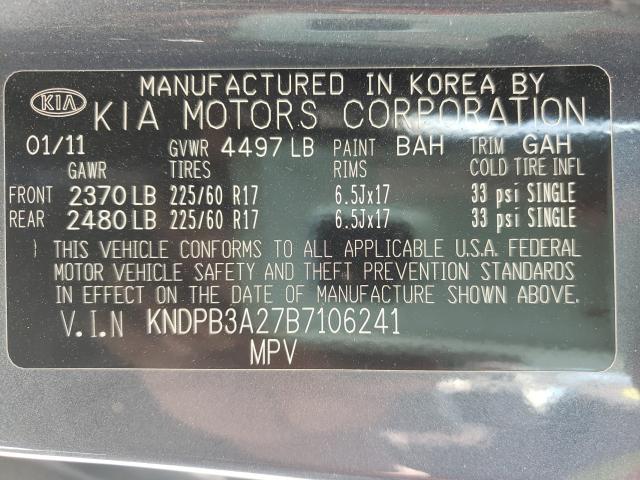 MANUFACTURED IN KOREA BY
KIA KIA MOTORS CORPORATION
01/11 GVWR 4497 LB PAINT BAH TRIM GAH
GAWR TIRES RIMS COLD TIRE INFL
FRONT 2370 LB 225/60 R17 6.5Jx17 33 psi SINGLE
REAR 2480 LB 225/60 R17 6.5Jx17 33 psi SINGLE
THIS VEHICLE CONFORMS TO ALL APPLICABLE U.S.A. FEDERAL
MOTOR VEHICLE SAFETY AND THEFT PREVENTION STANDARDS
IN EFFECT ON THE DATE OF MANUFACTURE SHOWN ABOVE.
V.I.N KNDPB3A27B7106241
MPV